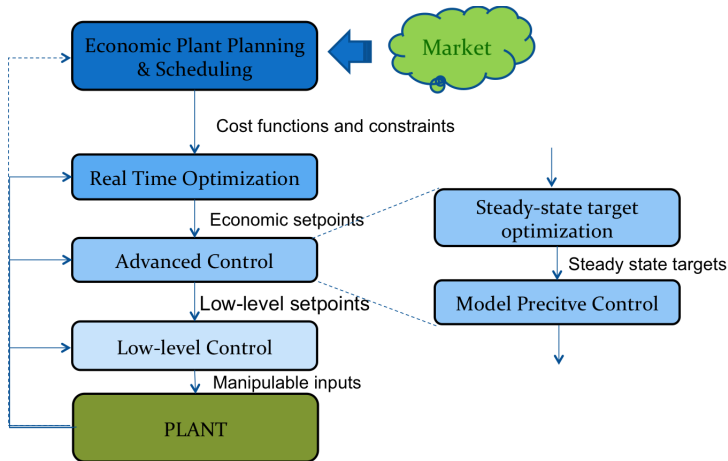 Economic Plant Planning
& Scheduling
Market
Cost functions and constraints
Real Time Optimization
Economic setpoints
Advanced Control
Low-level setpoints
Low-level Control
Manipulable inputs
PLANT
Steady-state target
optimization
Steady state targets
Model Precitve Control